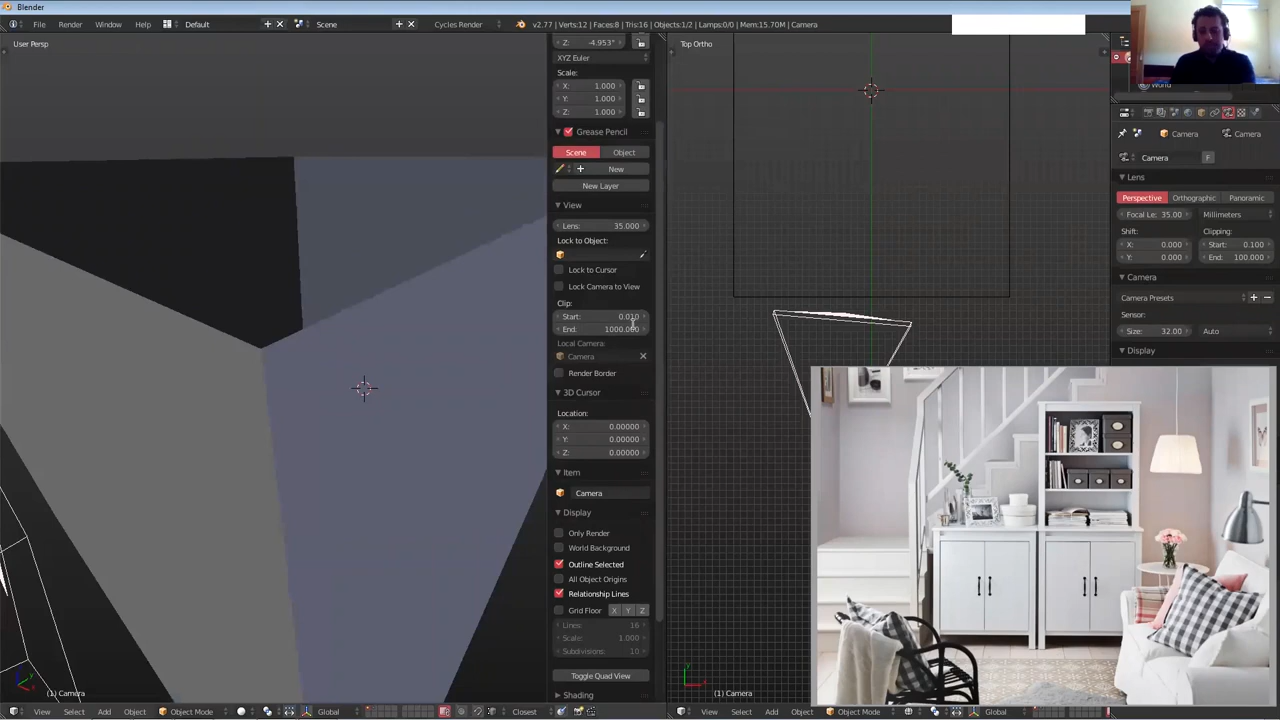 Blender
File Render Window Help Default Scene Cycles Render v2.77 | Verts:12 | Faces:8 | Tris:16 | Objects:1/2 | Lamps:0/0 | Mem:15.70M | Camera
User Persp
Z: -4.953°
XYZ Euler
Scale:
X: 1.000
Y: 1.000
Z: 1.000
Grease Pencil
Scene Object
New
New Layer
View
Lens: 35.000
Lock to Object:
Lock to Cursor
Lock Camera to View
Clip:
Start: 0.010
End: 1000.000
Local Camera:
Camera
Render Border
3D Cursor
Location:
X: 0.00000
Y: 0.00000
Z: 0.00000
Item
Camera
Display
Only Render
World Background
Outline Selected
All Object Origins
Relationship Lines
Grid Floor X Y Z
Lines: 16
Scale: 1.000
Subdivisions: 10
Toggle Quad View
Shading
(1) Camera
View Select Add Object Object Mode Global Closest
Top Ortho
(1) Camera
View Select Add Object Object Mode Global
World
Camera Camera
Camera F
Lens
Perspective Orthographic Panoramic
Focal Le: 35.00 Millimeters
Shift: Clipping:
X: 0.000 Start: 0.100
Y: 0.000 End: 100.000
Camera
Camera Presets
Sensor:
Size: 32.00 Auto
Display